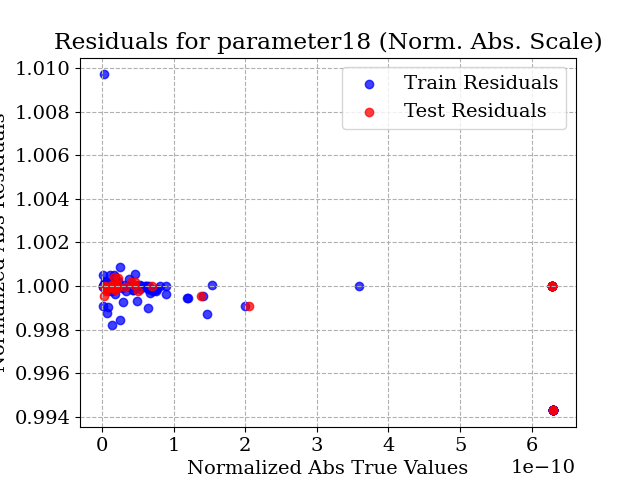 Residuals for parameter18 (Norm. Abs. Scale)
Train Residuals
Test Residuals
1.010
1.008
1.006
1.004
1.002
1.000
0.998
0.996
0.994
Normalized Abs Residuals
0 1 2 3 4 5 6
1e−10
Normalized Abs True Values